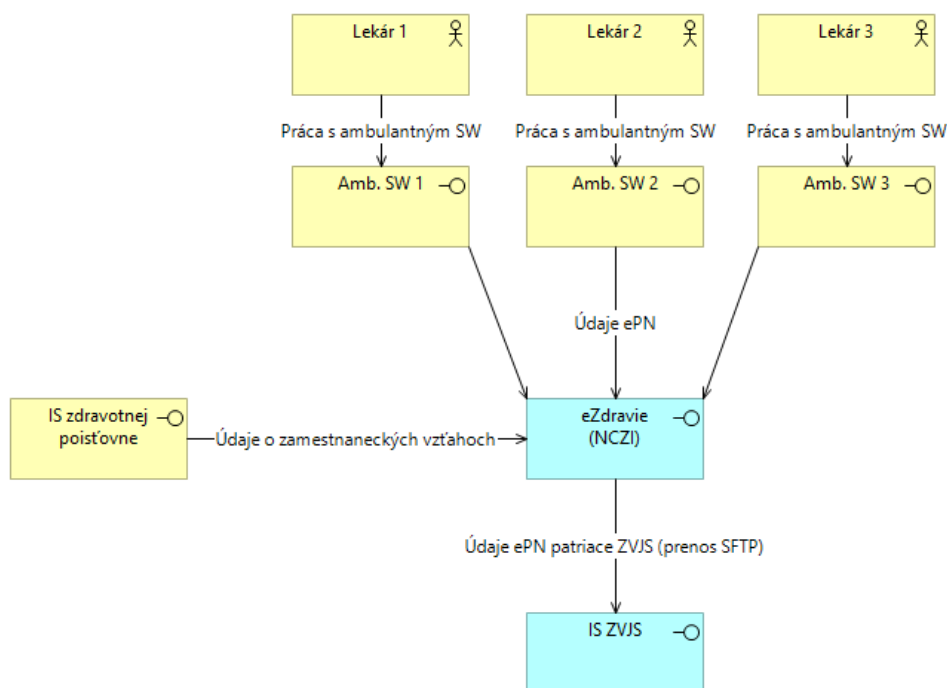 Lekár 1
Lekár 2
Lekár 3
Práca s ambulantným SW
Práca s ambulantným SW
Práca s ambulantným SW
Amb. SW 1
Amb. SW 2
Amb. SW 3
Údaje ePN
IS zdravotnej
poisťovne
Údaje o zamestnaneckých vzťahoch
eZdravie
(NCZI)
Údaje ePN patriace ZVJS (prenos SFTP)
IS ZVJS